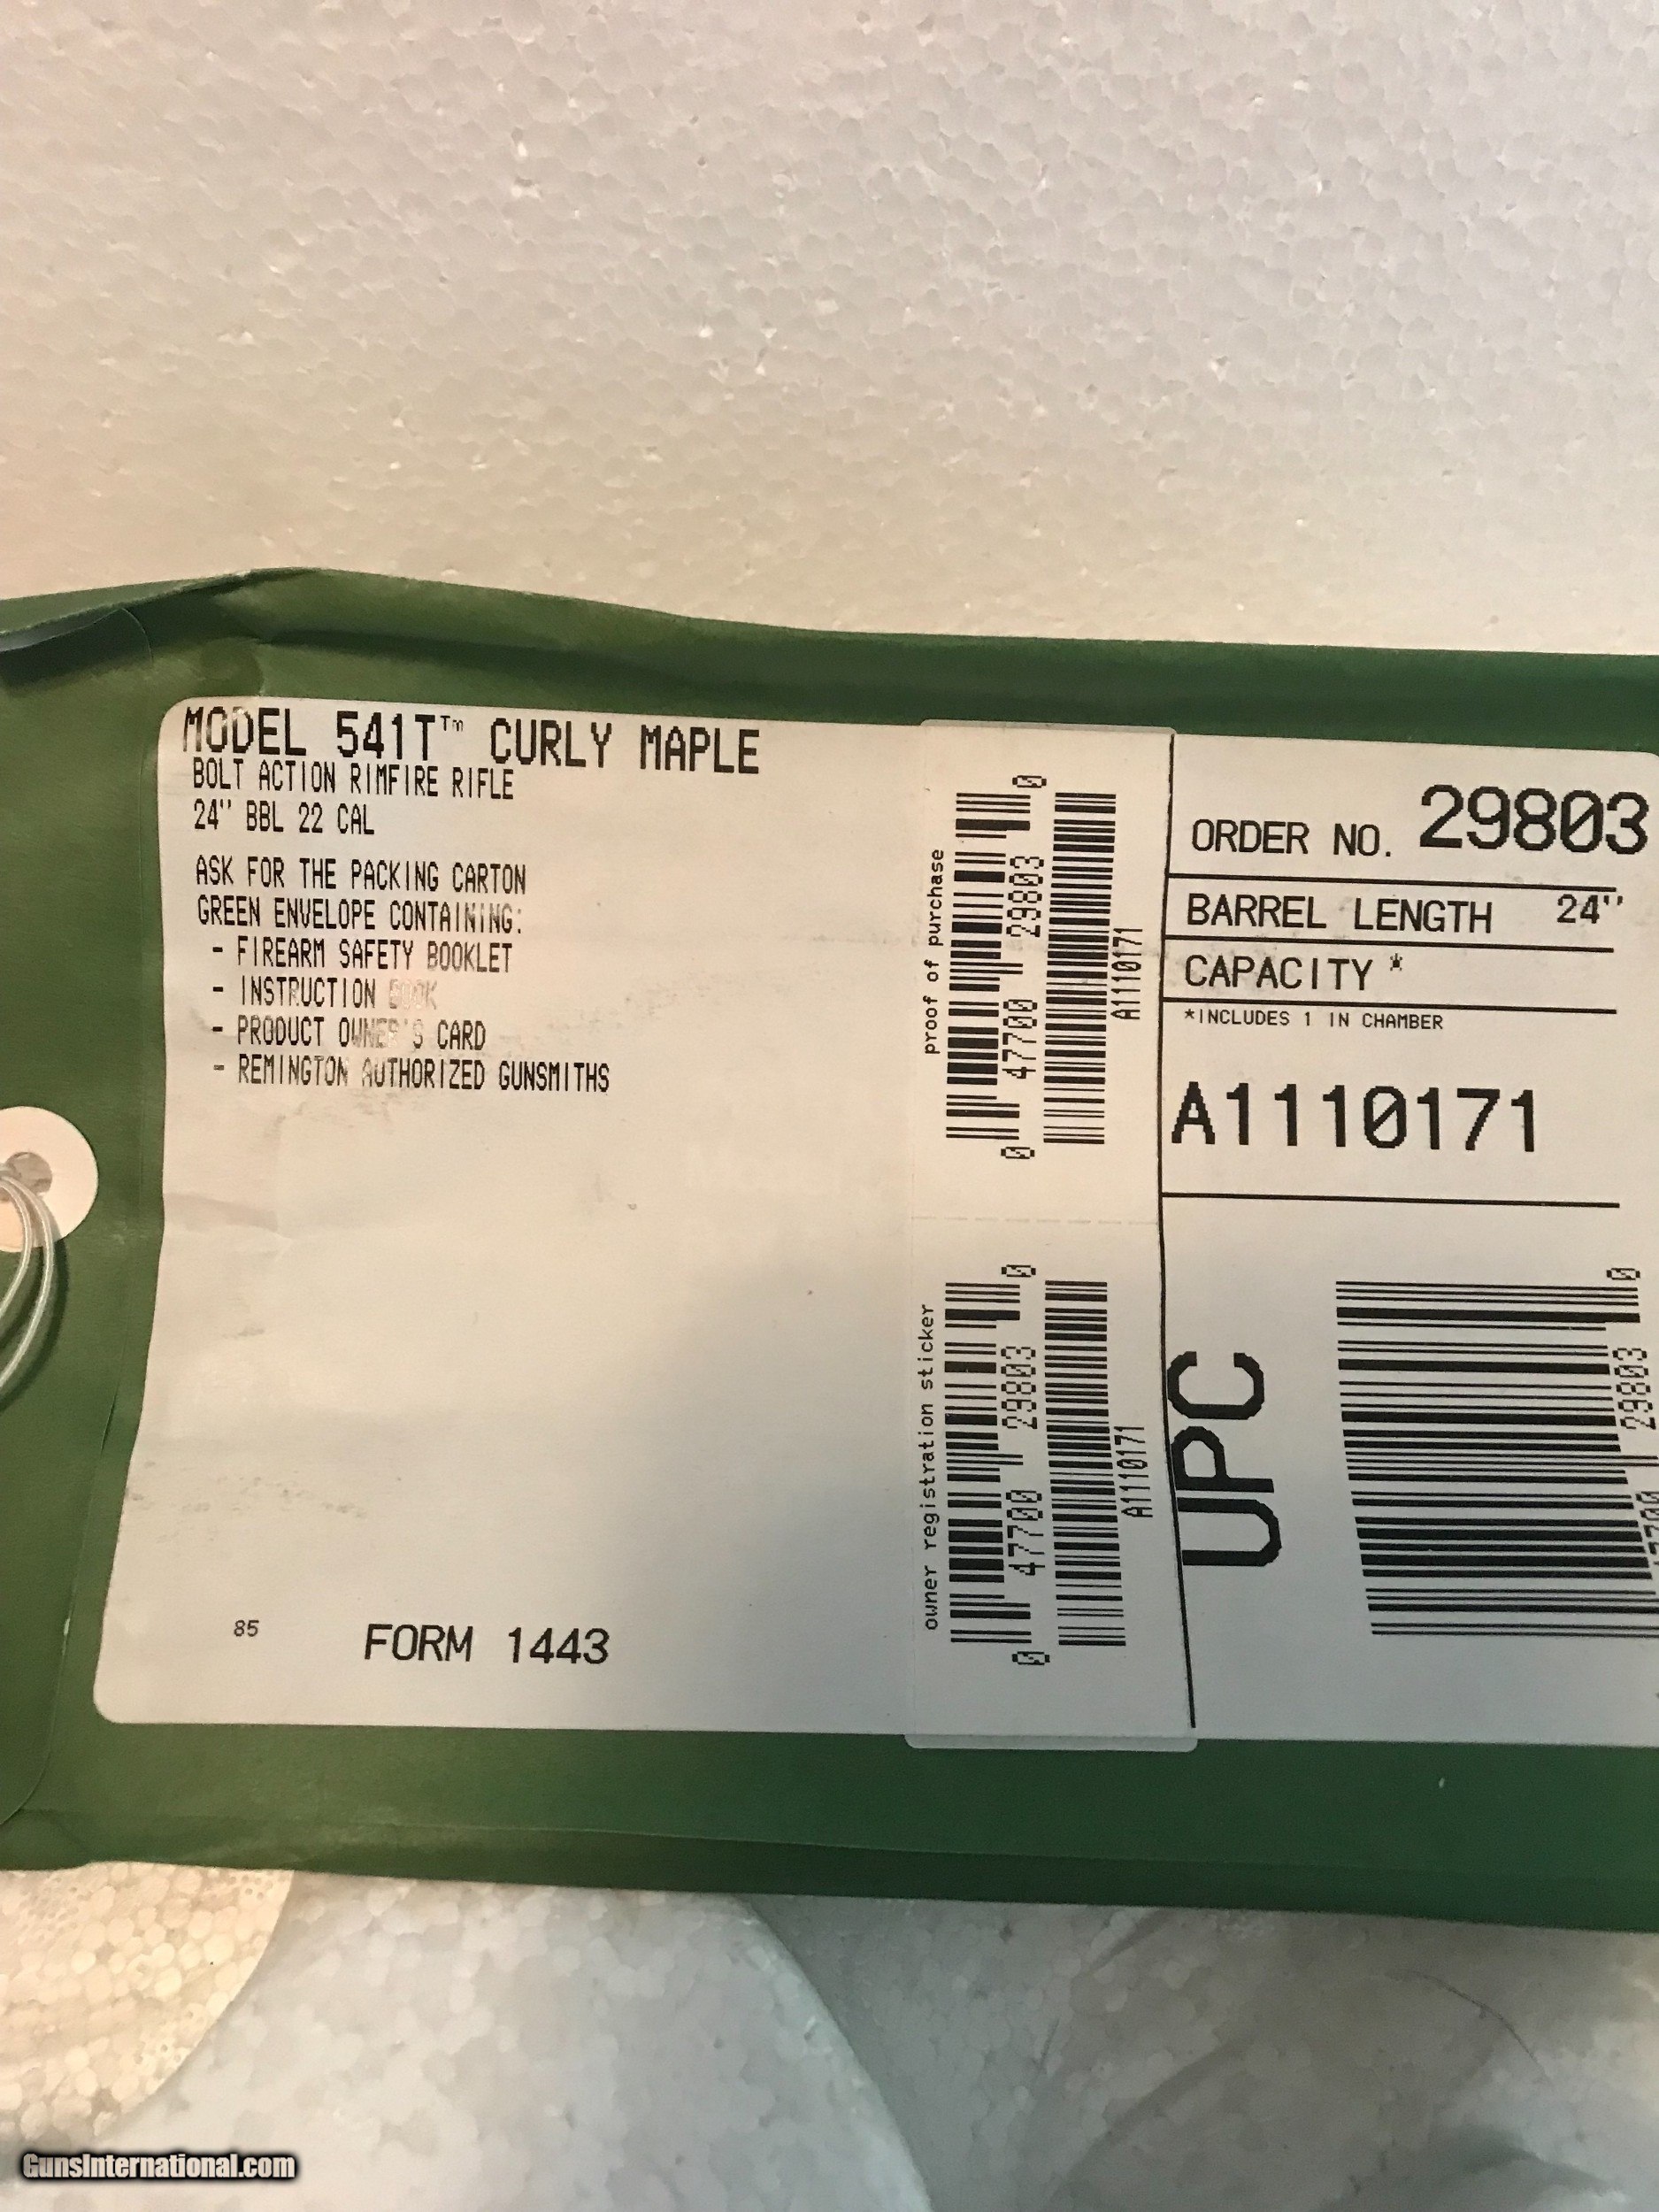 MODEL 541T™ CURLY MAPLE
BOLT ACTION RIMFIRE RIFLE
24" BBL 22 CAL
ASK FOR THE PACKING CARTON
GREEN ENVELOPE CONTAINING:
- FIREARM SAFETY BOOKLET
- INSTRUCTION BOOK
- PRODUCT OWNER'S CARD
- REMINGTON AUTHORIZED GUNSMITHS
85
FORM 1443
proof of purchase
0 47700 29803 0
A1110171
owner registration sticker
0 47700 29803 0
A1110171
ORDER NO. 29803
BARREL LENGTH 24"
CAPACITY *
*INCLUDES 1 IN CHAMBER
A1110171
UPC
29803 0
GunsInternational.com